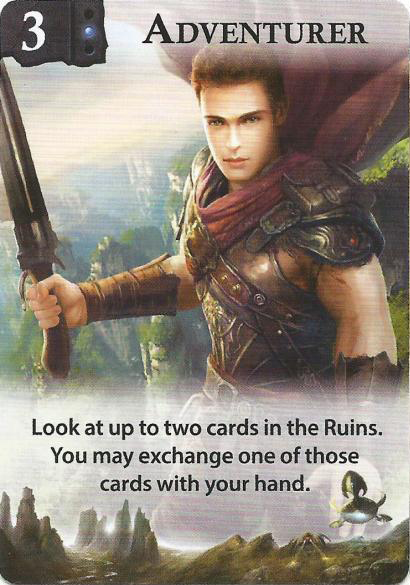 3
ADVENTURER
Look at up to two cards in the Ruins.
You may exchange one of those
cards with your hand.